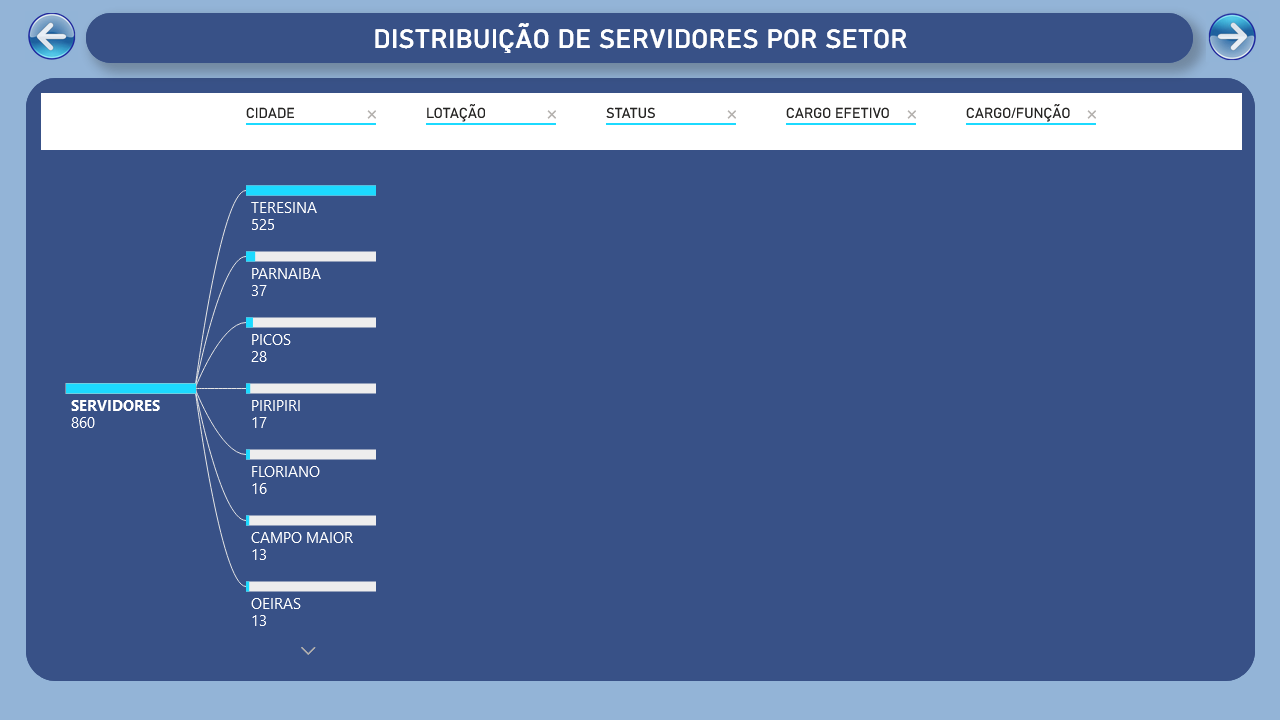 DISTRIBUIÇÃO DE SERVIDORES POR SETOR
CIDADE
LOTAÇÃO
STATUS
CARGO EFETIVO
CARGO/FUNÇÃO
SERVIDORES
860
TERESINA
525
PARNAIBA
37
PICOS
28
PIRIPIRI
17
FLORIANO
16
CAMPO MAIOR
13
OEIRAS
13